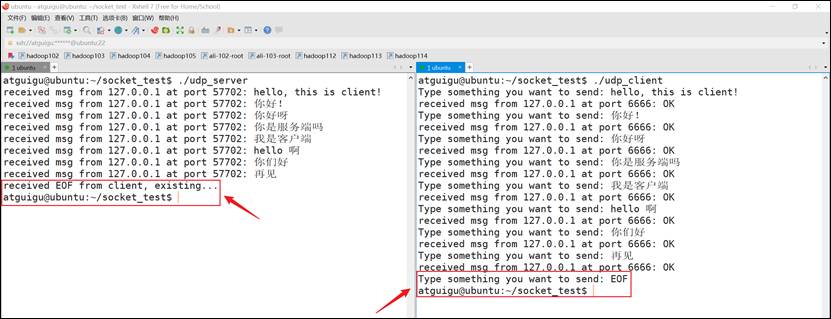 ubuntu - atguigu@ubuntu: ~/socket_test - Xshell 7 (Free for Home/School)
文件(F) 编辑(E) 查看(V) 工具(T) 选项卡(B) 窗口(W) 帮助(H)
ssh://atguigu:******@ubuntu:22
hadoop102 hadoop103 hadoop104 hadoop105 ali-102-root ali-103-root hadoop112 hadoop113 hadoop114
1 ubuntu
atguigu@ubuntu:~/socket_test$ ./udp_server
received msg from 127.0.0.1 at port 57702: hello, this is client!
received msg from 127.0.0.1 at port 57702: 你好！
received msg from 127.0.0.1 at port 57702: 你好呀
received msg from 127.0.0.1 at port 57702: 你是服务端吗
received msg from 127.0.0.1 at port 57702: 我是客户端
received msg from 127.0.0.1 at port 57702: hello 啊
received msg from 127.0.0.1 at port 57702: 你们好
received msg from 127.0.0.1 at port 57702: 再见
received EOF from client, existing...
atguigu@ubuntu:~/socket_test$
1 ubuntu
atguigu@ubuntu:~/socket_test$ ./udp_client
Type something you want to send: hello, this is client!
received msg from 127.0.0.1 at port 6666: OK
Type something you want to send: 你好！
received msg from 127.0.0.1 at port 6666: OK
Type something you want to send: 你好呀
received msg from 127.0.0.1 at port 6666: OK
Type something you want to send: 你是服务端吗
received msg from 127.0.0.1 at port 6666: OK
Type something you want to send: 我是客户端
received msg from 127.0.0.1 at port 6666: OK
Type something you want to send: hello 啊
received msg from 127.0.0.1 at port 6666: OK
Type something you want to send: 你们好
received msg from 127.0.0.1 at port 6666: OK
Type something you want to send: 再见
received msg from 127.0.0.1 at port 6666: OK
Type something you want to send: EOF
atguigu@ubuntu:~/socket_test$